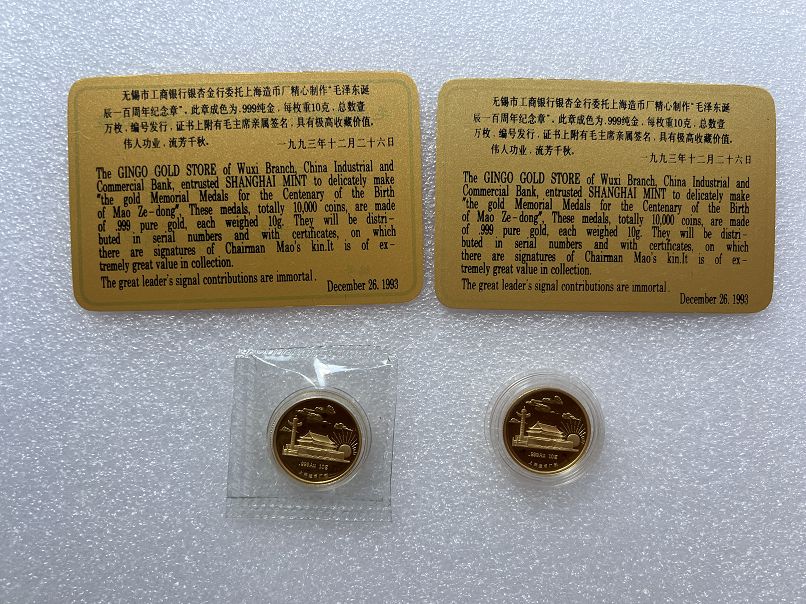 无锡市工商银行银杏金行委托上海造币厂精心制作“毛泽东诞
辰一百周年纪念章”，此章成色为.999纯金，每枚重10克，总数壹
万枚，编号发行，证书上附有毛主席亲属签名，具有极高收藏价值。
伟人功业，流芳千秋。
一九九三年十二月二十六日
The GINGO GOLD STORE of Wuxi Branch, China Industrial and
Commercial Bank, entrusted SHANGHAI MINT to delicately make
"the gold Memorial Medals for the Centenary of the Birth
of Mao Ze-dong", These medals, totally 10,000 coins, are made
of .999 pure gold, each weighed 10g. They will be distri-
buted in serial numbers and with certificates, on which
there are signatures of Chairman Mao's kin.It is of ex-
tremely great value in collection.
The great leader's signal contributions are immortal.
December 26, 1993
无锡市工商银行银杏金行委托上海造币厂精心制作“毛泽东诞
辰一百周年纪念章”，此章成色为.999纯金，每枚重10克，总数壹
万枚，编号发行，证书上附有毛主席亲属签名，具有极高收藏价值。
伟人功业，流芳千秋。
一九九三年十二月二十六日
The GINGO GOLD STORE of Wuxi Branch, China Industrial and
Commercial Bank, entrusted SHANGHAI MINT to delicately make
"the gold Memorial Medals for the Centenary of the Birth
of Mao Ze-dong", These medals, totally 10,000 coins, are made
of .999 pure gold, each weighed 10g. They will be distri-
buted in serial numbers and with certificates, on which
there are signatures of Chairman Mao's kin.It is of ex-
tremely great value in collection.
The great leader's signal contributions are immortal.
December 26, 1993
.999Au 10g
上海造币厂
.999Au 10g
上海造币厂